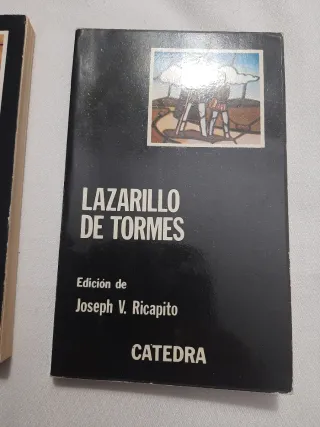 LAZARILLO
DE TORMES
Edición de
Joseph V. Ricapito
CATEDRA